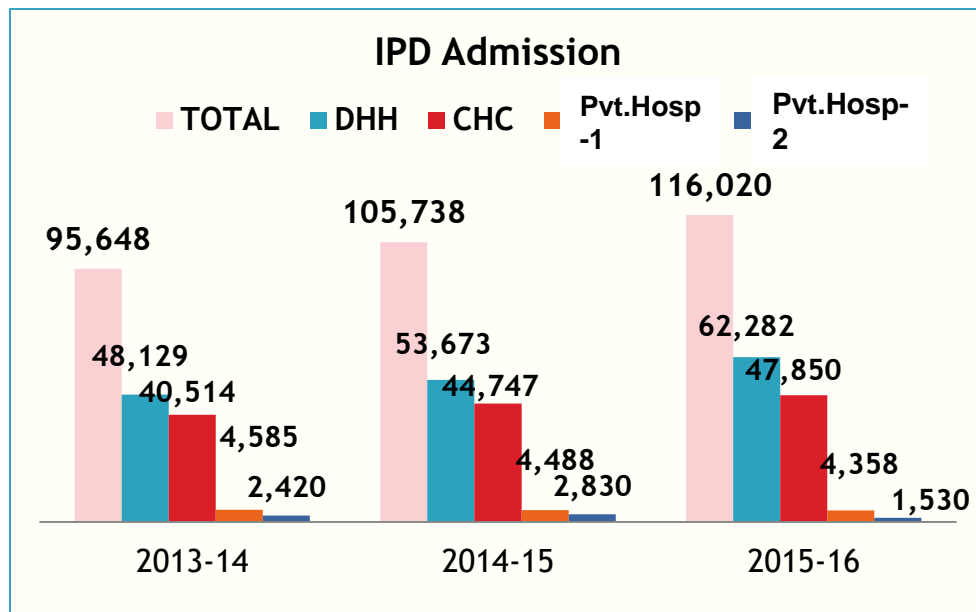 IPD Admission
TOTAL DHH CHC Pvt.Hosp Pvt.Hosp-
-1 2
95,648 105,738 116,020
48,129 53,673 62,282
40,514 44,747 47,850
4,585 4,488 4,358
2,420 2,830 1,530
2013-14 2014-15 2015-16